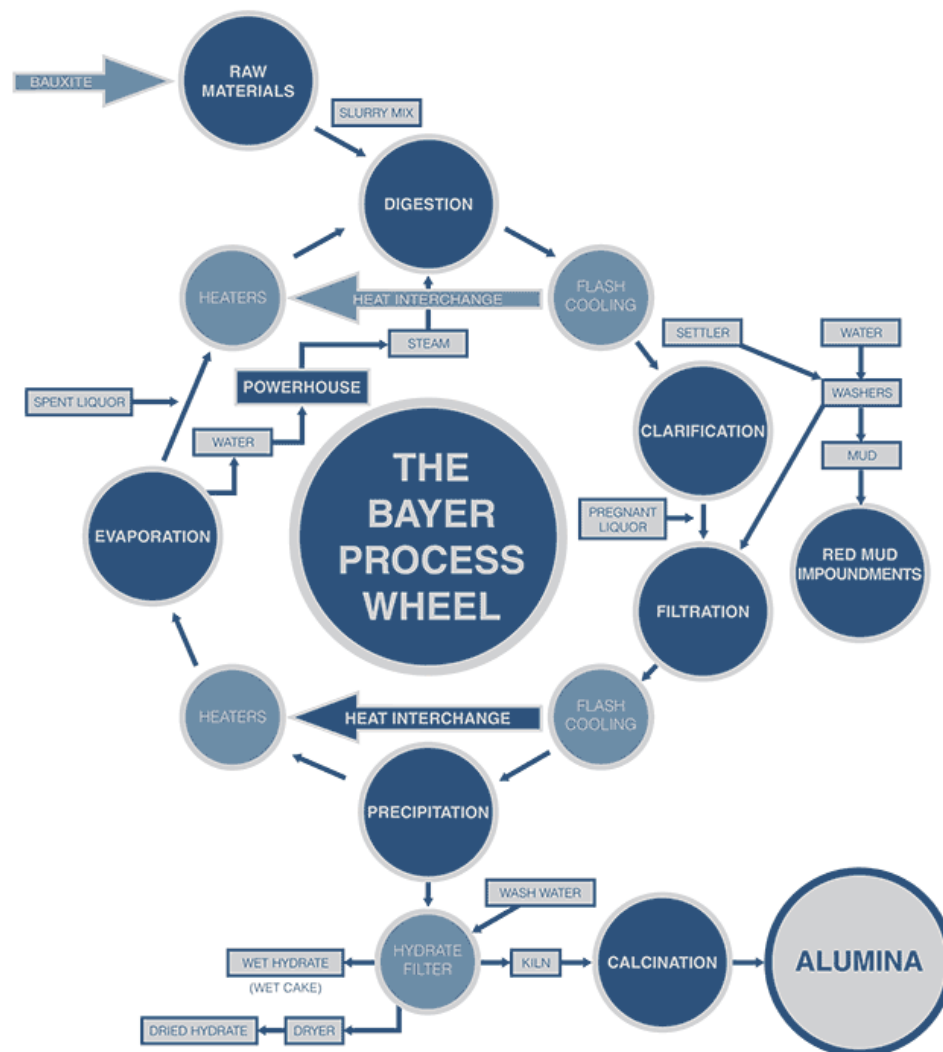 BAUXITE
RAW
MATERIALS
SLURRY MIX
DIGESTION
HEATERS
HEAT INTERCHANGE
FLASH
COOLING
STEAM
SETTLER
WATER
POWERHOUSE
SPENT LIQUOR
WASHERS
WATER
CLARIFICATION
MUD
THE
BAYER
PROCESS
WHEEL
EVAPORATION
PREGNANT
LIQUOR
RED MUD
IMPOUNDMENTS
FILTRATION
HEATERS
HEAT INTERCHANGE
FLASH
COOLING
PRECIPITATION
WASH WATER
HYDRATE
FILTER
WET HYDRATE
(WET CAKE)
KILN
CALCINATION
ALUMINA
DRIED HYDRATE
DRYER